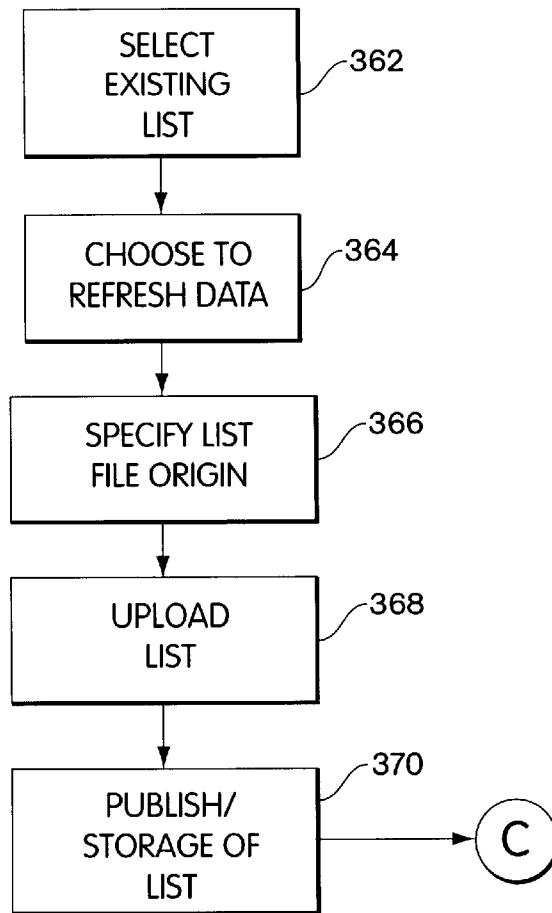 SELECT
EXISTING
LIST
362
CHOOSE TO
REFRESH DATA
364
SPECIFY LIST
FILE ORIGIN
366
UPLOAD
LIST
368
PUBLISH/
STORAGE OF
LIST
370
C